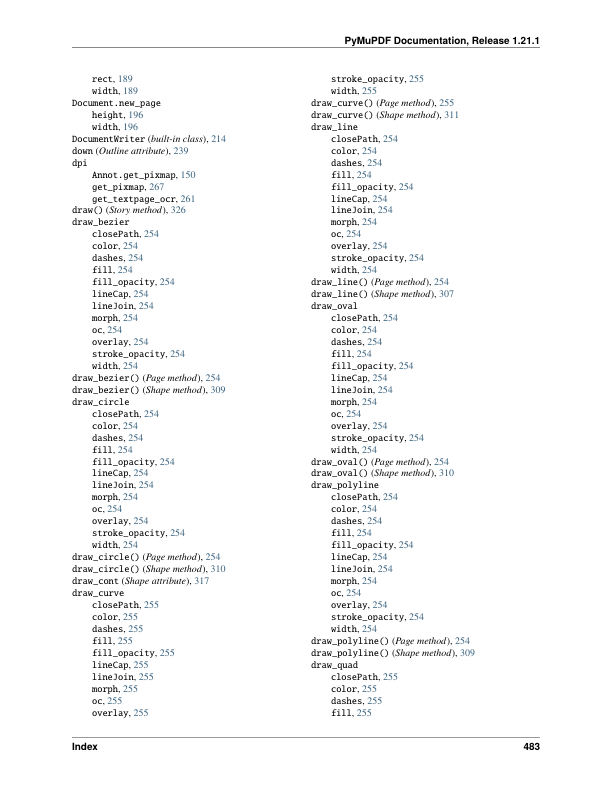 PyMuPDF Documentation, Release 1.21.1
rect, 189
width, 189
Document.new_page
height, 196
width, 196
DocumentWriter (built-in class), 214
down (Outline attribute), 239
dpi
Annot.get_pixmap, 150
get_pixmap, 267
get_textpage_ocr, 261
draw() (Story method), 326
draw_bezier
closePath, 254
color, 254
dashes, 254
fill, 254
fill_opacity, 254
lineCap, 254
lineJoin, 254
morph, 254
oc, 254
overlay, 254
stroke_opacity, 254
width, 254
draw_bezier() (Page method), 254
draw_bezier() (Shape method), 309
draw_circle
closePath, 254
color, 254
dashes, 254
fill, 254
fill_opacity, 254
lineCap, 254
lineJoin, 254
morph, 254
oc, 254
overlay, 254
stroke_opacity, 254
width, 254
draw_circle() (Page method), 254
draw_circle() (Shape method), 310
draw_cont (Shape attribute), 317
draw_curve
closePath, 255
color, 255
dashes, 255
fill, 255
fill_opacity, 255
lineCap, 255
lineJoin, 255
morph, 255
oc, 255
overlay, 255
stroke_opacity, 255
width, 255
draw_curve() (Page method), 255
draw_curve() (Shape method), 311
draw_line
closePath, 254
color, 254
dashes, 254
fill, 254
fill_opacity, 254
lineCap, 254
lineJoin, 254
morph, 254
oc, 254
overlay, 254
stroke_opacity, 254
width, 254
draw_line() (Page method), 254
draw_line() (Shape method), 307
draw_oval
closePath, 254
color, 254
dashes, 254
fill, 254
fill_opacity, 254
lineCap, 254
lineJoin, 254
morph, 254
oc, 254
overlay, 254
stroke_opacity, 254
width, 254
draw_oval() (Page method), 254
draw_oval() (Shape method), 310
draw_polyline
closePath, 254
color, 254
dashes, 254
fill, 254
fill_opacity, 254
lineCap, 254
lineJoin, 254
morph, 254
oc, 254
overlay, 254
stroke_opacity, 254
width, 254
draw_polyline() (Page method), 254
draw_polyline() (Shape method), 309
draw_quad
closePath, 255
color, 255
dashes, 255
fill, 255
Index 483